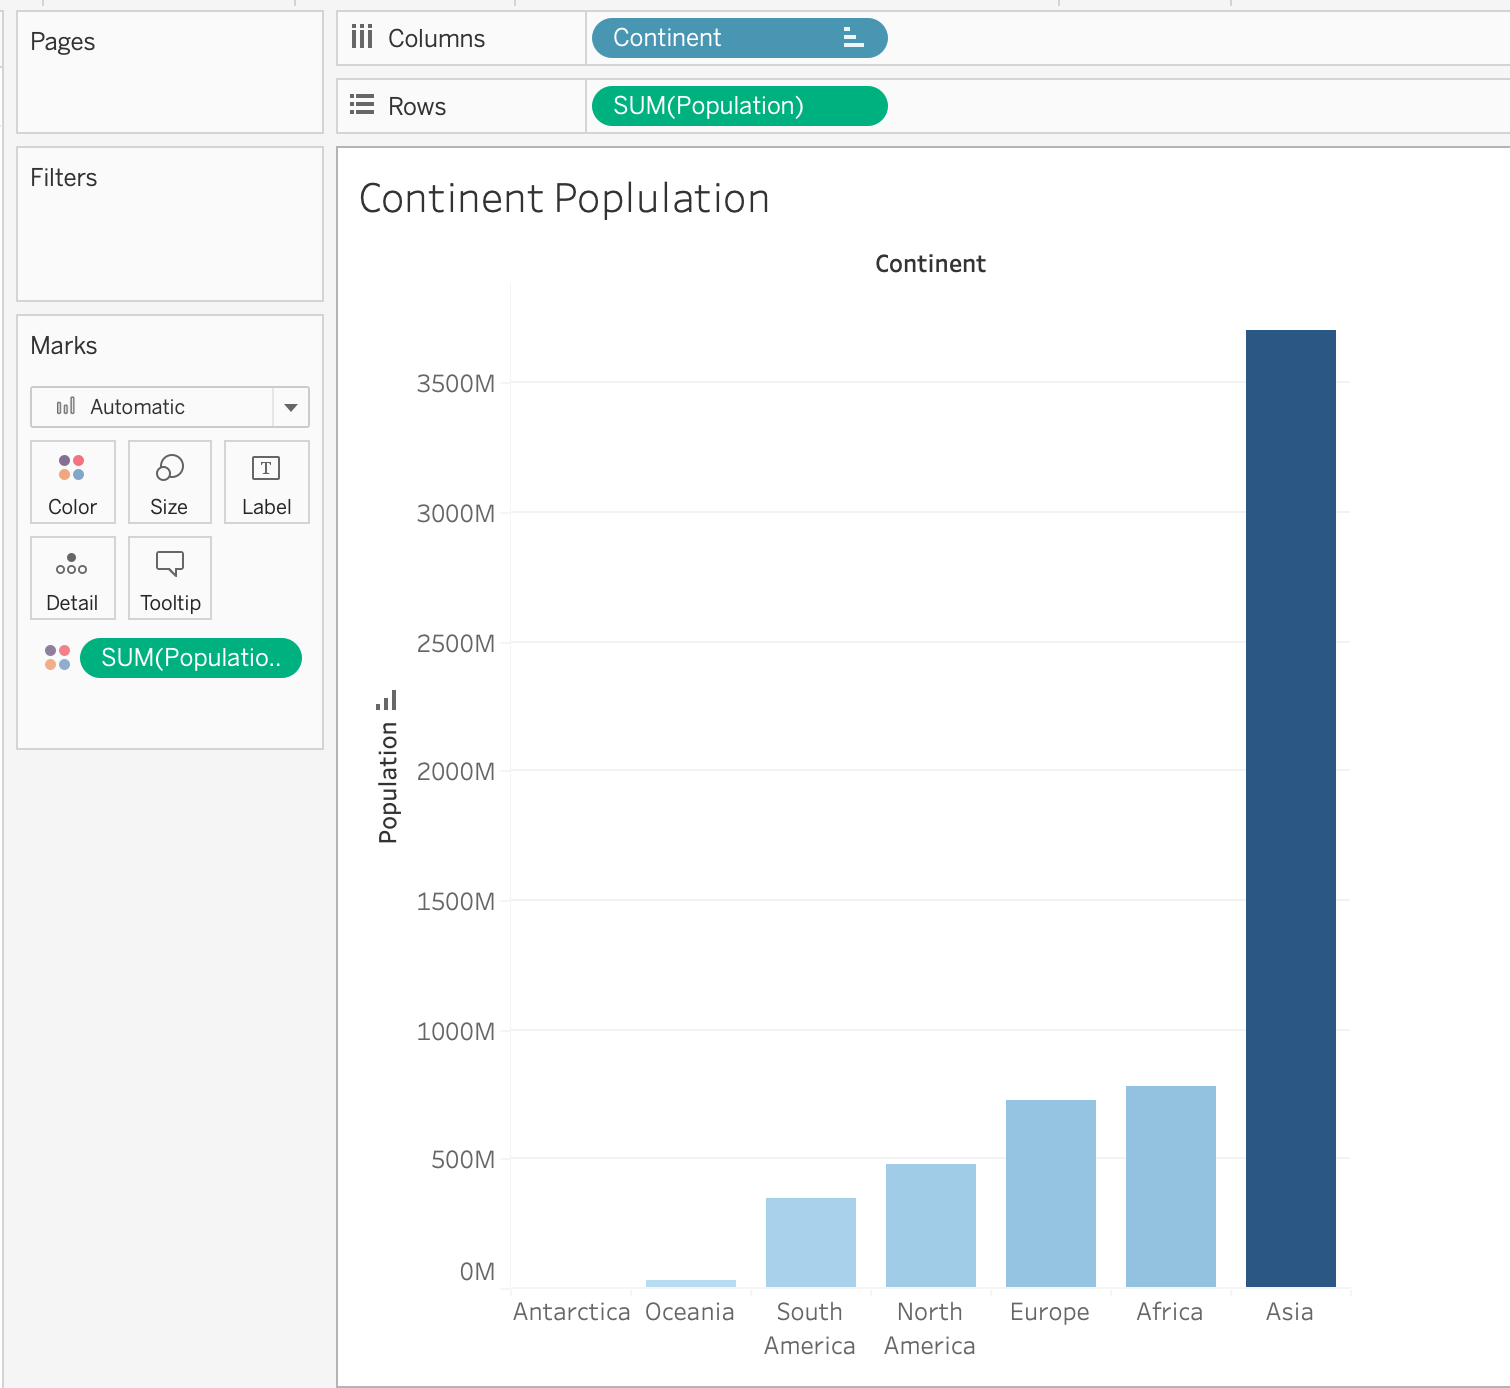 Pages
Columns
Continent
Rows
SUM(Population)
Filters
Marks
Automatic
Color
Size
T
Label
Detail
Tooltip
SUM(Populatio..
Continent Poplulation
Continent
Population
3500M
3000M
2500M
2000M
1500M
1000M
500M
0M
Antarctica Oceania South America North America Europe Africa Asia